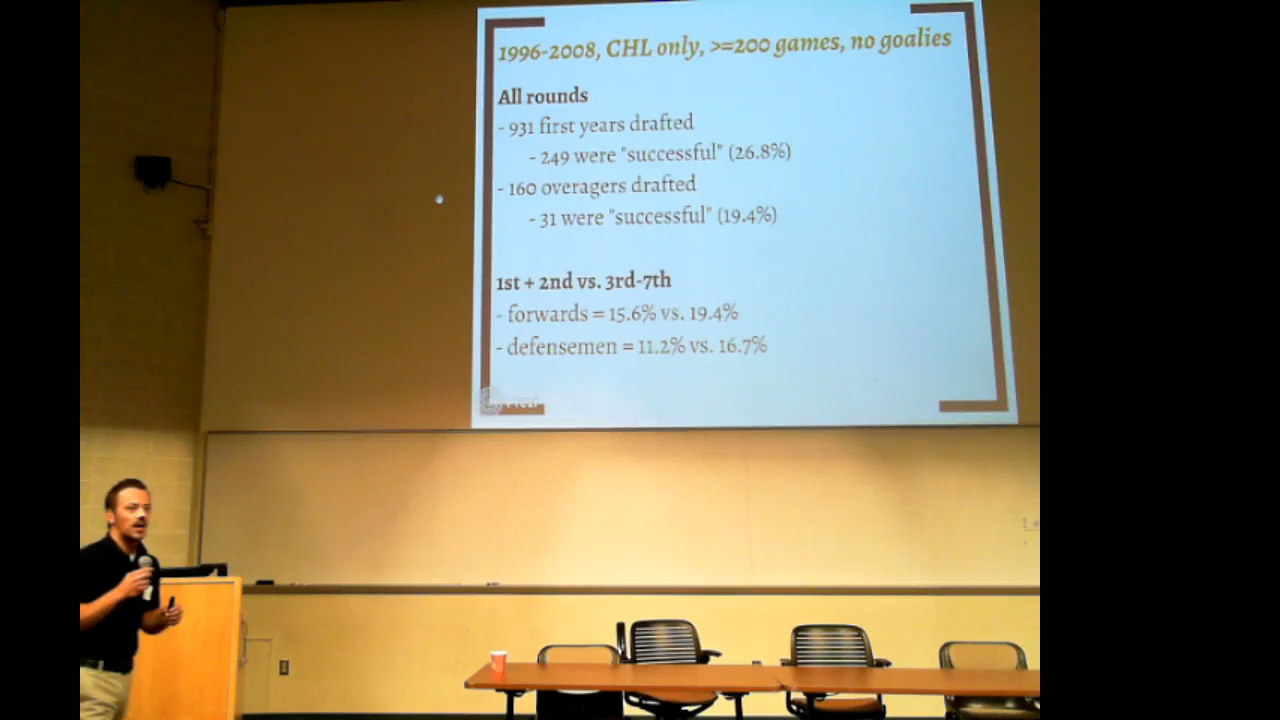 1996-2008, CHL only, >=200 games, no goalies
All rounds
- 931 first years drafted
- 249 were "successful" (26.8%)
- 160 overagers drafted
- 31 were "successful" (19.4%)
1st + 2nd vs. 3rd-7th
- forwards = 15.6% vs. 19.4%
- defensemen = 11.2% vs. 16.7%